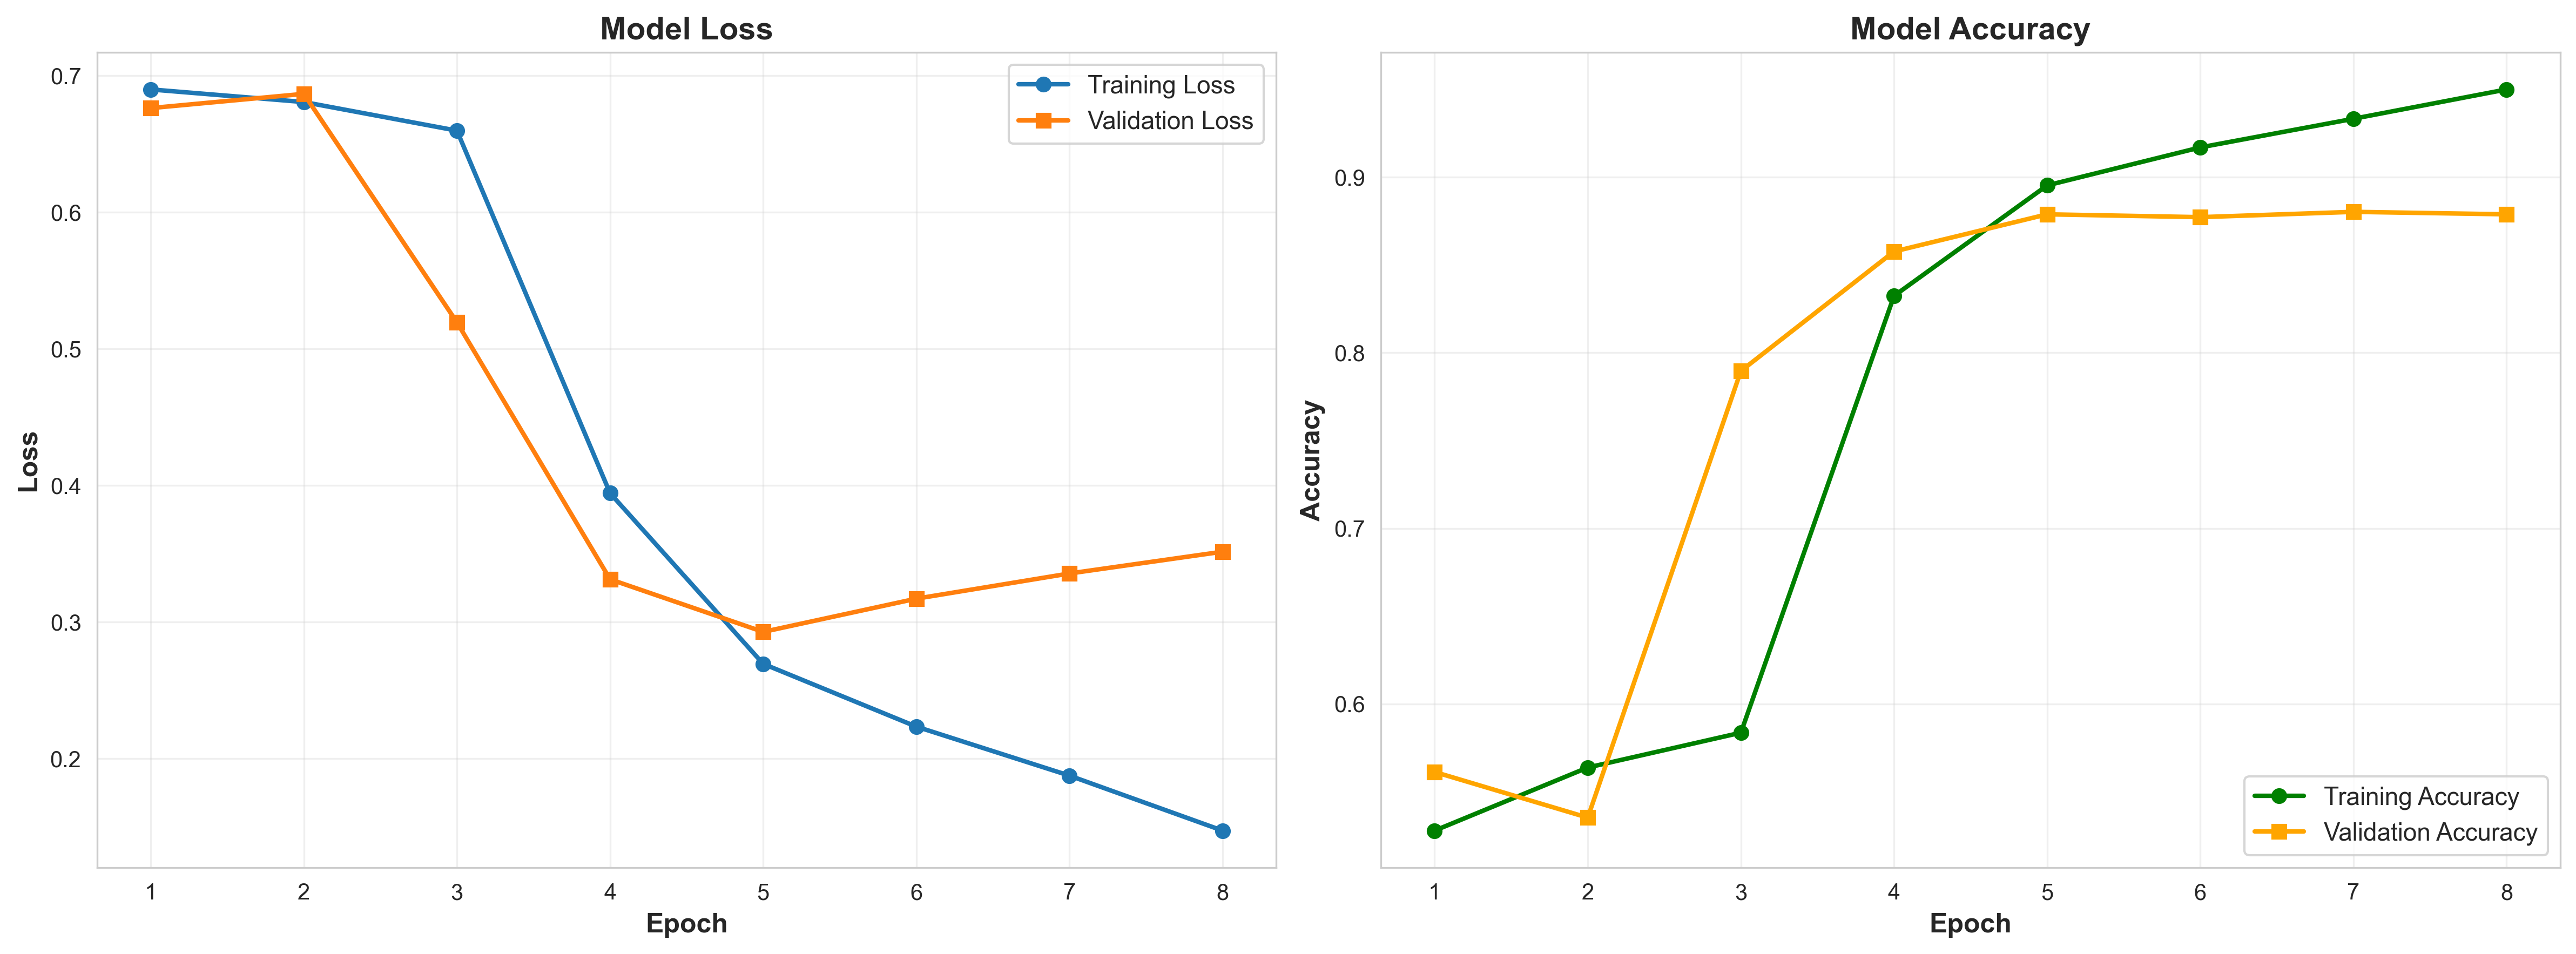 Model Loss
0.7
0.6
0.5
0.4
0.3
0.2
Loss
1 2 3 4 5 6 7 8
Epoch
Training Loss
Validation Loss
Model Accuracy
0.9
0.8
0.7
0.6
Accuracy
1 2 3 4 5 6 7 8
Epoch
Training Accuracy
Validation Accuracy